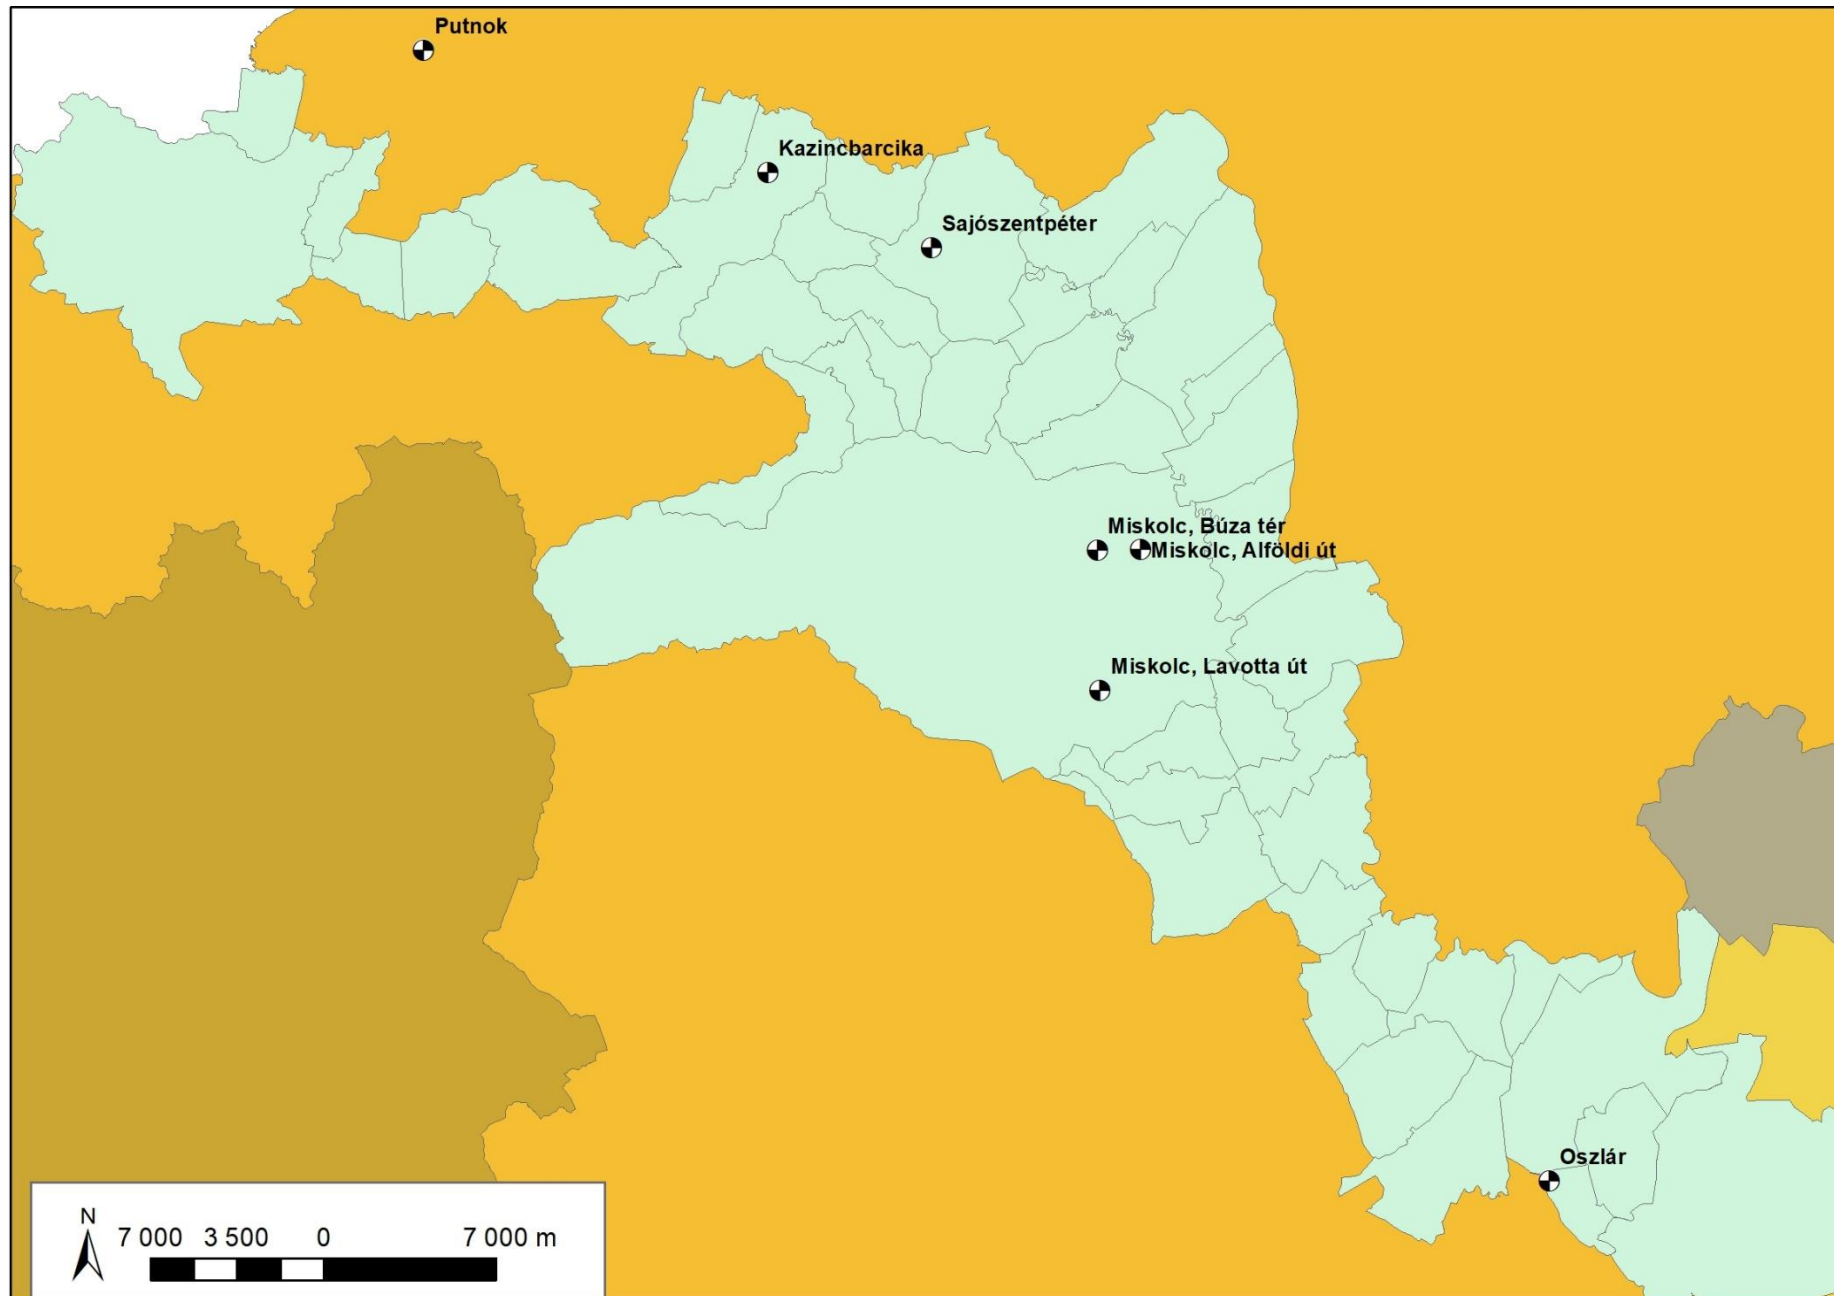 Putnok
Kazincbarcika
Sajószentpéter
Miskolc, Búza tér
Miskolc, Alföldi út
Miskolc, Lavotta út
Oszlár
N
7 000 3 500 0 7 000 m